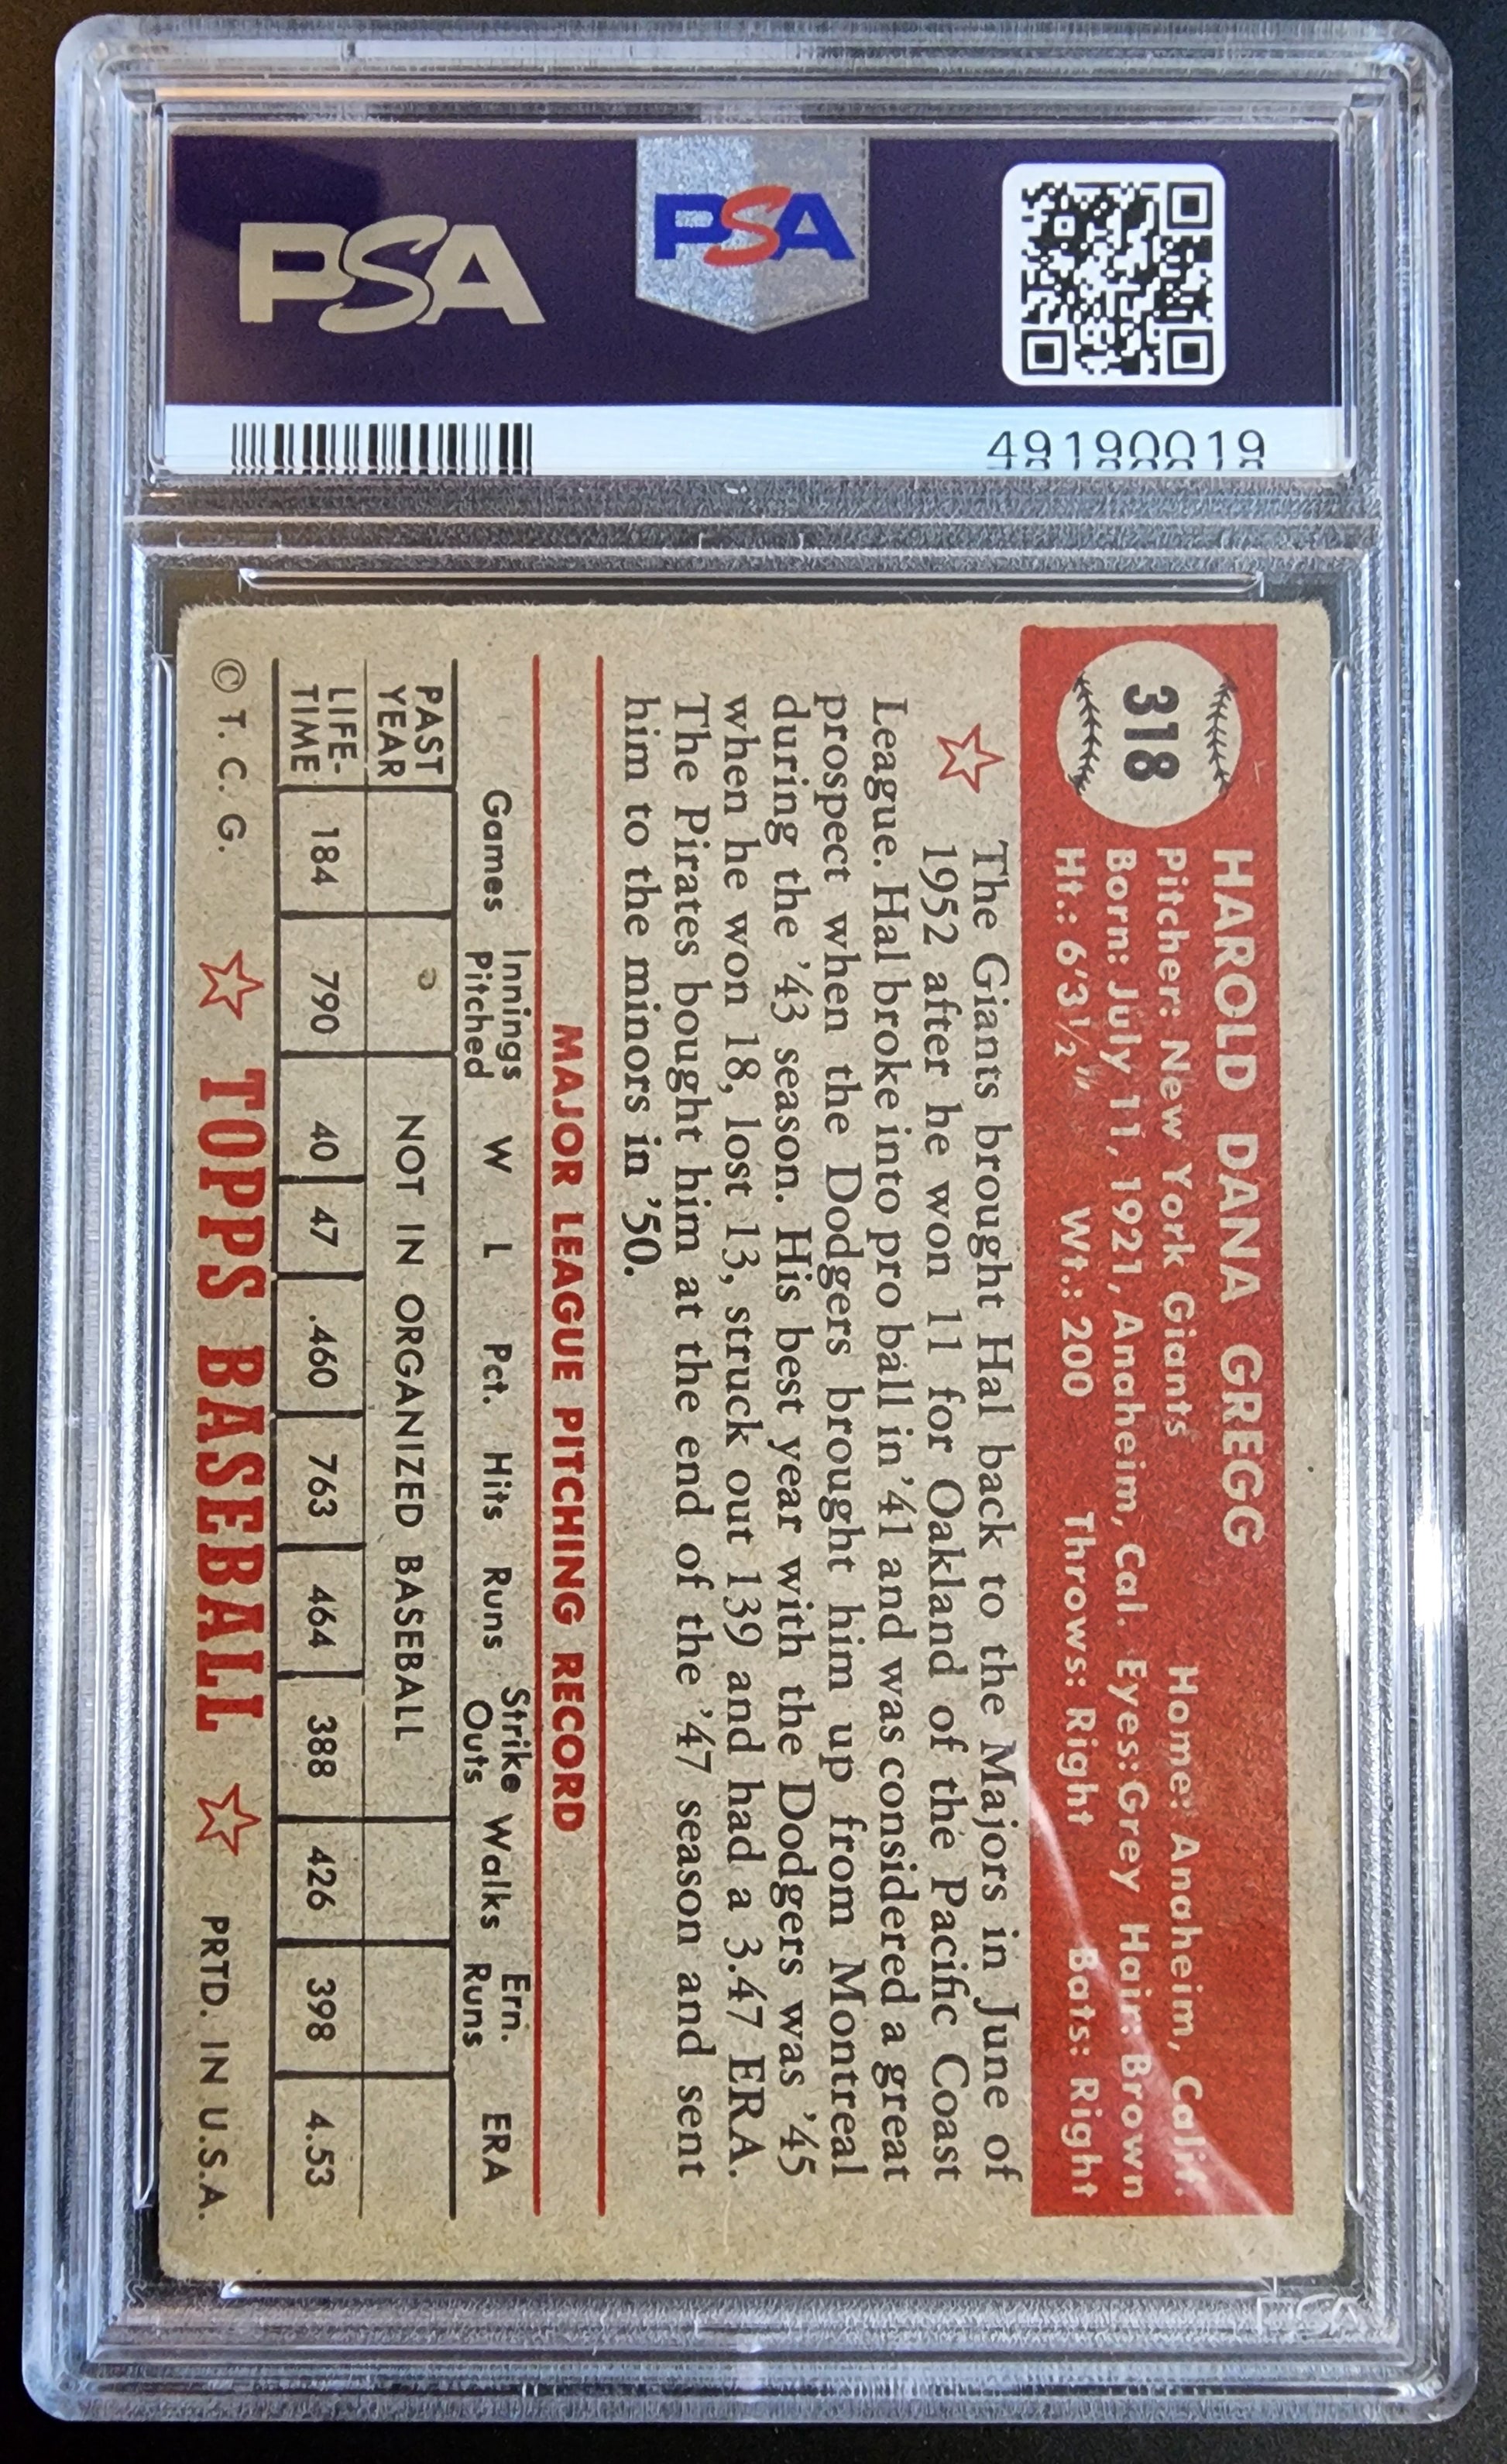 PSA
PSA
49190019
318
HAROLD DANA GREGG
Pitcher: New York Giants Home: Anaheim, Calif.
Born: July 11, 1921, Anaheim, Cal. Eyes: Grey Hair: Brown
Ht.: 6'3½" Wt.: 200 Throws: Right Bats: Right
The Giants brought Hal back to the Majors in June of
1952 after he won 11 for Oakland of the Pacific Coast
League. Hal broke into pro ball in '41 and was considered a great
prospect when the Dodgers brought him up from Montreal
during the '43 season. His best year with the Dodgers was '45
when he won 18, lost 13, struck out 139 and had a 3.47 ERA.
The Pirates bought him at the end of the '47 season and sent
him to the minors in '50.
MAJOR LEAGUE PITCHING RECORD
Games Innings Pitched W L Pct. Hits Runs Strike Outs Walks Ern. Runs ERA
PAST YEAR NOT IN ORGANIZED BASEBALL
LIFE-TIME 184 790 40 47 .460 763 464 388 426 398 4.53
© T. C. G. TOPPS BASEBALL PRTD. IN U.S.A.
PSA